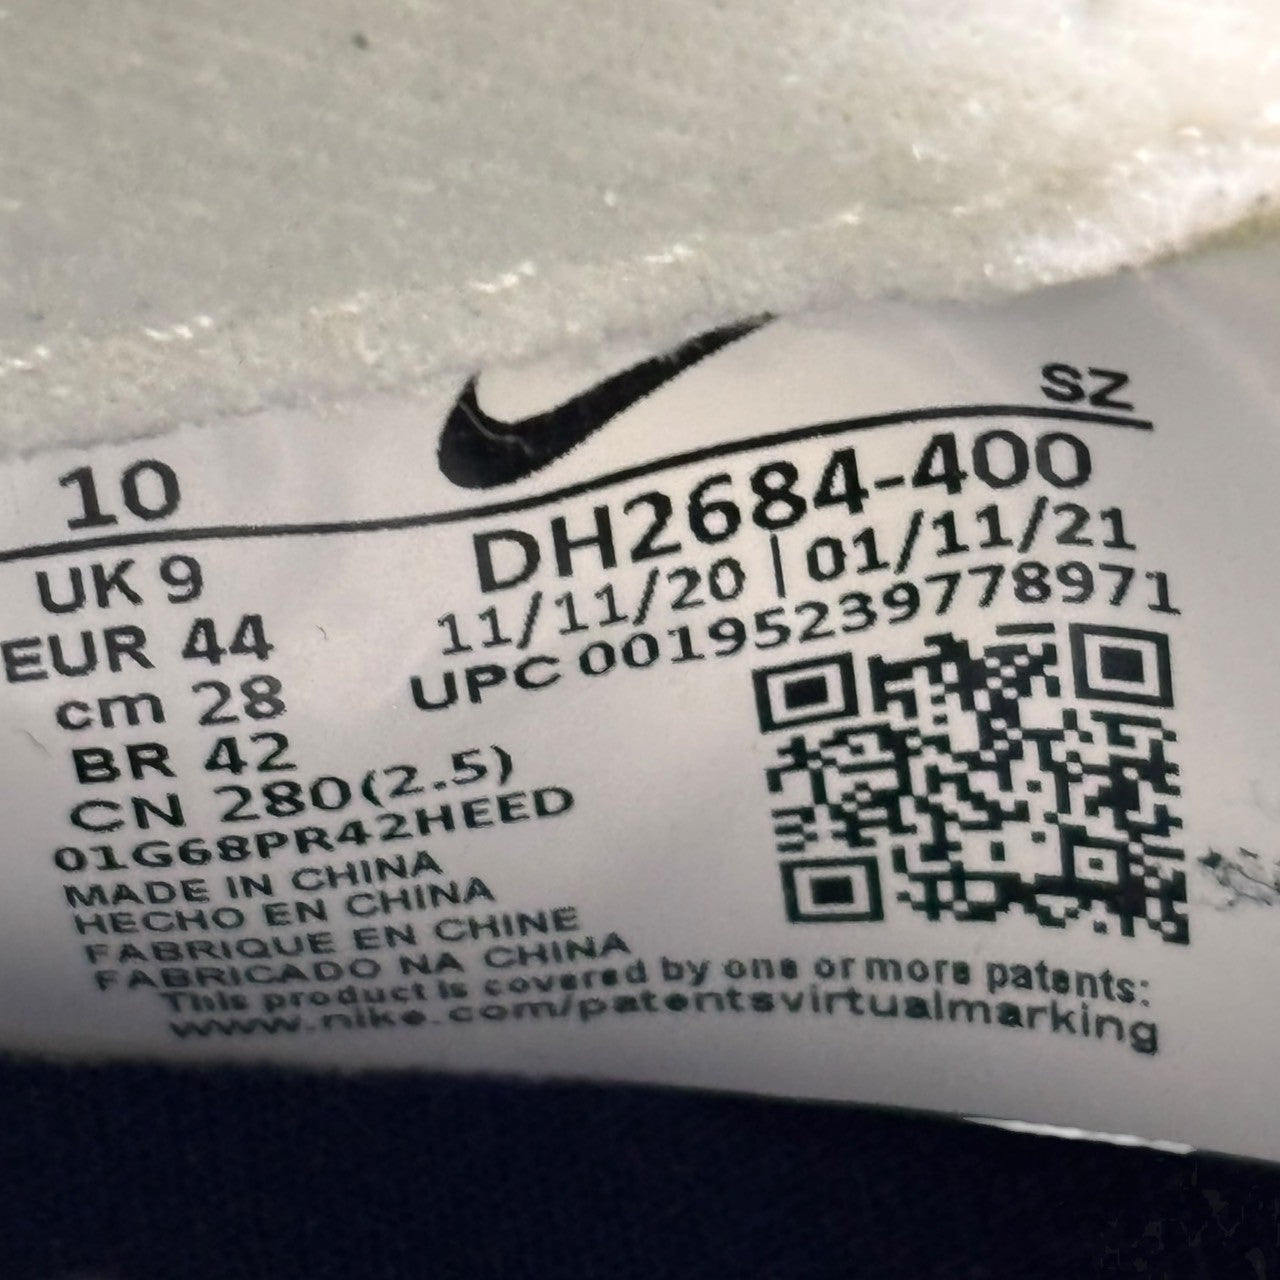 SZ
10
DH2684-400
UK 9
11/11/20 | 01/11/21
EUR 44
UPC 00195239778971
cm 28
BR 42
CN 280(2.5)
01G68PR42HEED
MADE IN CHINA
HECHO EN CHINA
FABRIQUE EN CHINE
FABRICADO NA CHINA
This product is covered by one or more patents:
www.nike.com/patentsvirtualmarking